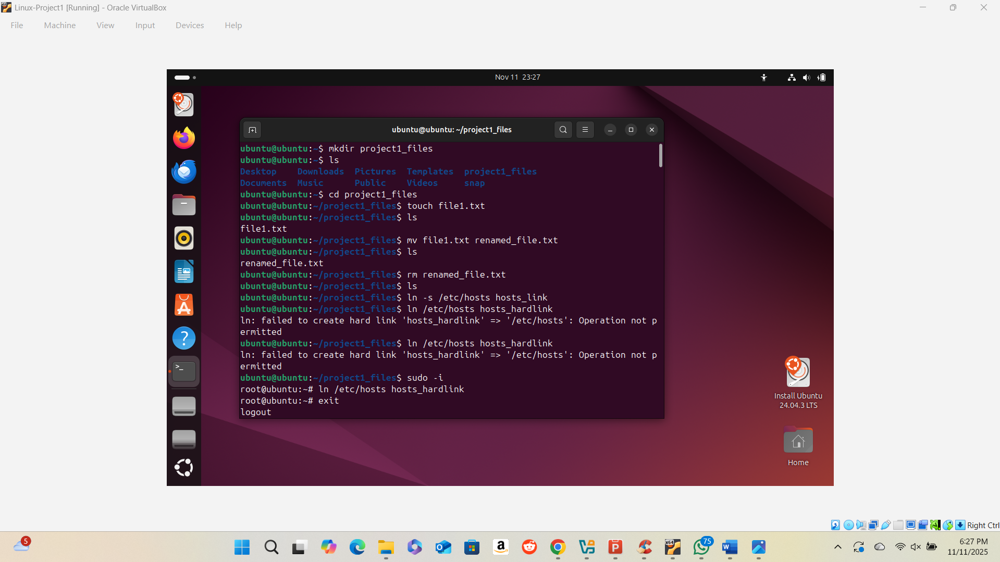 Linux-Project1 [Running] - Oracle VirtualBox
File Machine View Input Devices Help
Nov 11 23:27
ubuntu@ubuntu: ~/project1_files
ubuntu@ubuntu:~$ mkdir project1_files
ubuntu@ubuntu:~$ ls
Desktop Downloads Pictures Templates project1_files
Documents Music Public Videos snap
ubuntu@ubuntu:~$ cd project1_files
ubuntu@ubuntu:~/project1_files$ touch file1.txt
ubuntu@ubuntu:~/project1_files$ ls
file1.txt
ubuntu@ubuntu:~/project1_files$ mv file1.txt renamed_file.txt
ubuntu@ubuntu:~/project1_files$ ls
renamed_file.txt
ubuntu@ubuntu:~/project1_files$ rm renamed_file.txt
ubuntu@ubuntu:~/project1_files$ ls
ubuntu@ubuntu:~/project1_files$ ln -s /etc/hosts hosts_link
ubuntu@ubuntu:~/project1_files$ ln /etc/hosts hosts_hardlink
ln: failed to create hard link 'hosts_hardlink' => '/etc/hosts': Operation not p
ermitted
ubuntu@ubuntu:~/project1_files$ ln /etc/hosts hosts_hardlink
ln: failed to create hard link 'hosts_hardlink' => '/etc/hosts': Operation not p
ermitted
ubuntu@ubuntu:~/project1_files$ sudo -i
root@ubuntu:~# ln /etc/hosts hosts_hardlink
root@ubuntu:~# exit
logout
Install Ubuntu
24.04.3 LTS
Home
Right Ctrl
5
75
6:27 PM
11/11/2025